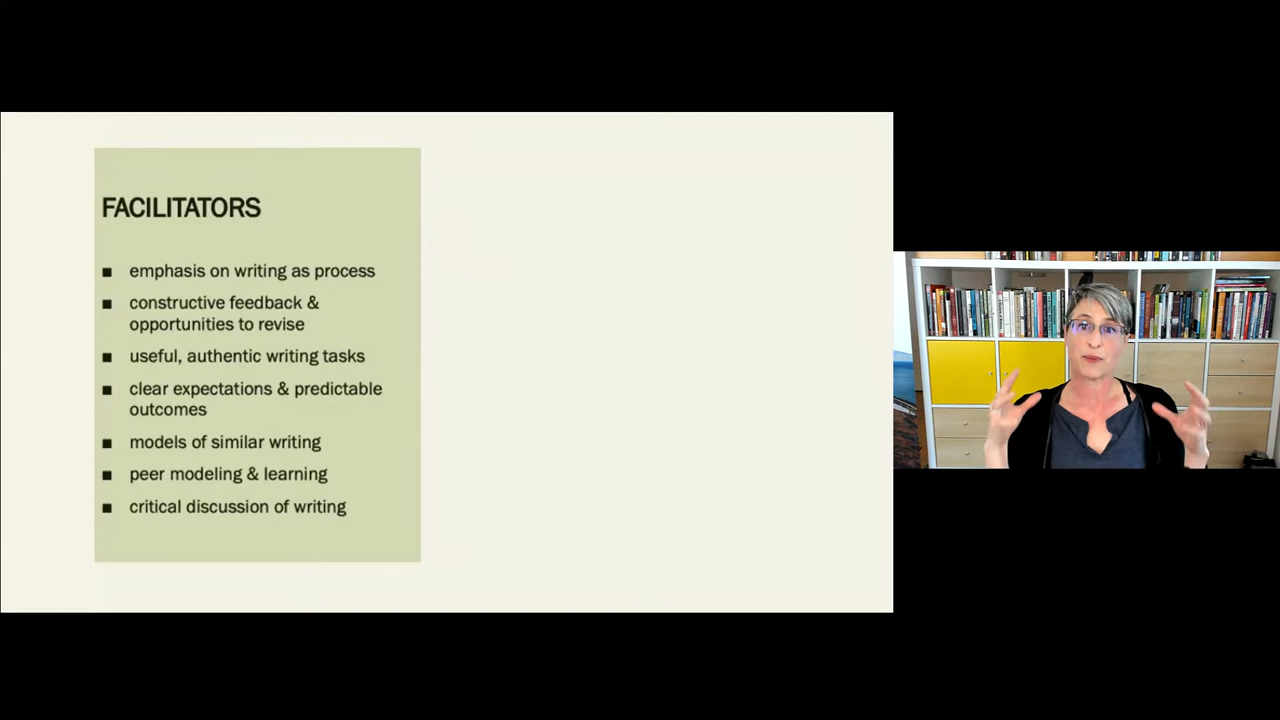 FACILITATORS
■ emphasis on writing as process
■ constructive feedback &
opportunities to revise
■ useful, authentic writing tasks
■ clear expectations & predictable
outcomes
■ models of similar writing
■ peer modeling & learning
■ critical discussion of writing